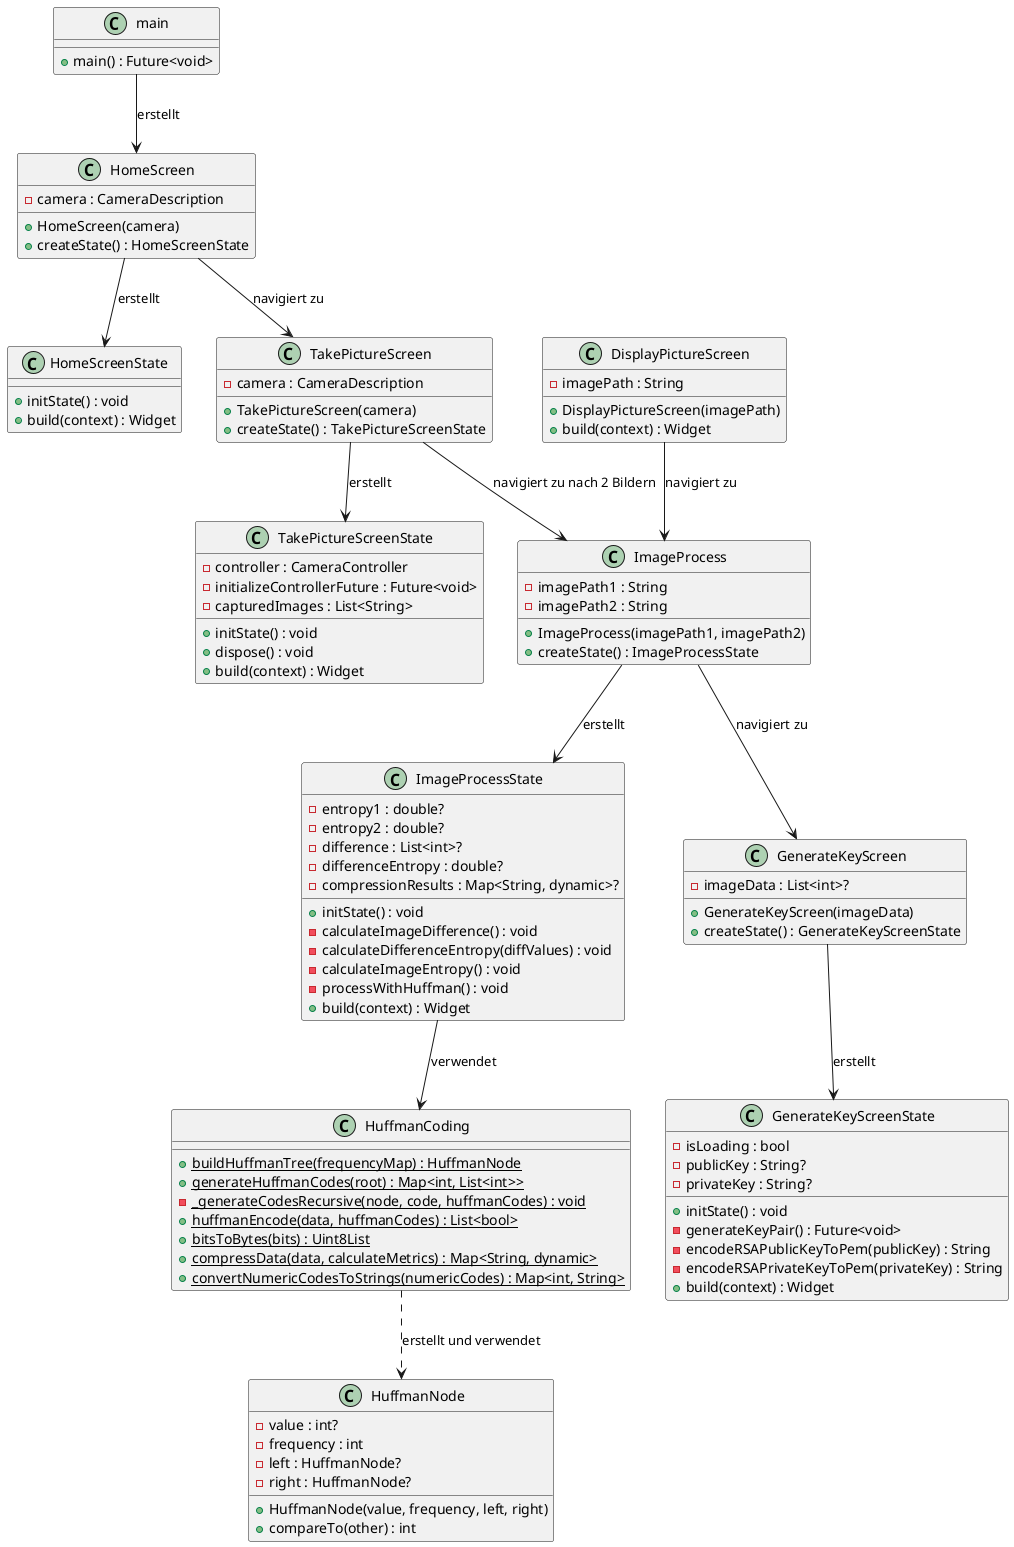 C main
main() : Future<void>
erstellt
C HomeScreen
camera : CameraDescription
HomeScreen(camera)
createState() : HomeScreenState
erstellt
navigiert zu
C HomeScreenState
initState() : void
build(context) : Widget
C TakePictureScreen
camera : CameraDescription
TakePictureScreen(camera)
createState() : TakePictureScreenState
C DisplayPictureScreen
imagePath : String
DisplayPictureScreen(imagePath)
build(context) : Widget
erstellt
navigiert zu nach 2 Bildern
navigiert zu
C TakePictureScreenState
controller : CameraController
initializeControllerFuture : Future<void>
capturedImages : List<String>
initState() : void
dispose() : void
build(context) : Widget
C ImageProcess
imagePath1 : String
imagePath2 : String
ImageProcess(imagePath1, imagePath2)
createState() : ImageProcessState
erstellt
navigiert zu
C ImageProcessState
entropy1 : double?
entropy2 : double?
difference : List<int>?
differenceEntropy : double?
compressionResults : Map<String, dynamic>?
initState() : void
calculateImageDifference() : void
calculateDifferenceEntropy(diffValues) : void
calculateImageEntropy() : void
processWithHuffman() : void
build(context) : Widget
C GenerateKeyScreen
imageData : List<int>?
GenerateKeyScreen(imageData)
createState() : GenerateKeyScreenState
verwendet
erstellt
C HuffmanCoding
buildHuffmanTree(frequencyMap) : HuffmanNode
generateHuffmanCodes(root) : Map<int, List<int>>
_generateCodesRecursive(node, code, huffmanCodes) : void
huffmanEncode(data, huffmanCodes) : List<bool>
bitsToBytes(bits) : Uint8List
compressData(data, calculateMetrics) : Map<String, dynamic>
convertNumericCodesToStrings(numericCodes) : Map<int, String>
C GenerateKeyScreenState
isLoading : bool
publicKey : String?
privateKey : String?
initState() : void
generateKeyPair() : Future<void>
encodeRSAPublicKeyToPem(publicKey) : String
encodeRSAPrivateKeyToPem(privateKey) : String
build(context) : Widget
erstellt und verwendet
C HuffmanNode
value : int?
frequency : int
left : HuffmanNode?
right : HuffmanNode?
HuffmanNode(value, frequency, left, right)
compareTo(other) : int